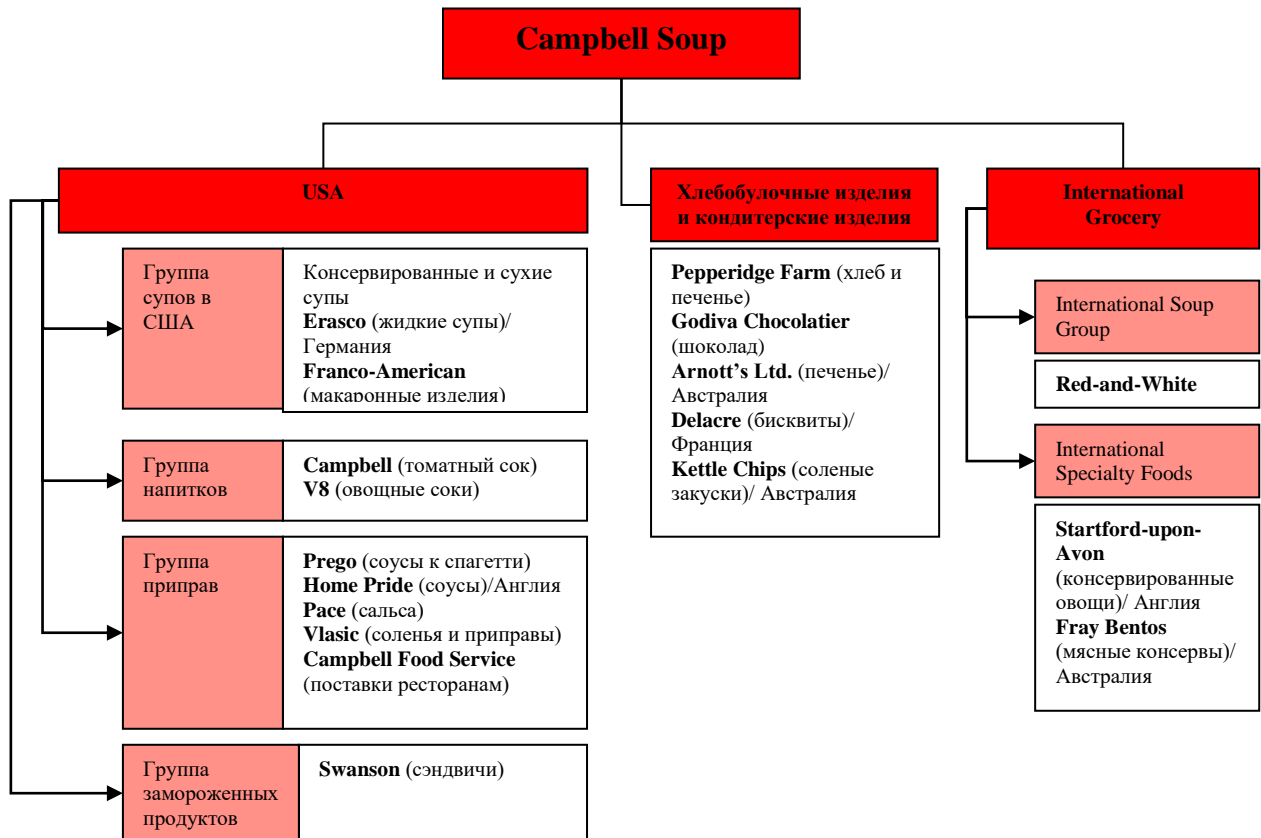 Campbell Soup
USA
Группа
супов в
США
Консервированные и сухие
супы
Erasco (жидкие супы)/
Германия
Franco-American
(макаронные изделия)
Группа
напитков
Campbell (томатный сок)
V8 (овощные соки)
Группа
приправ
Prego (соусы к спагетти)
Home Pride (соусы)/Англия
Pace (сальса)
Vlasic (соленья и приправы)
Campbell Food Service
(поставки ресторанам)
Группа
замороженных
продуктов
Swanson (сэндвичи)
Хлебобулочные изделия
и кондитерские изделия
Pepperidge Farm (хлеб и
печенье)
Godiva Chocolatier
(шоколад)
Arnott’s Ltd. (печенье)/
Австралия
Delacre (бисквиты)/
Франция
Kettle Chips (соленые
закуски)/ Австралия
International
Grocery
International Soup
Group
Red-and-White
International
Specialty Foods
Startford-upon-
Avon
(консервированные
овощи)/ Англия
Fray Bentos
(мясные консервы)/
Австралия